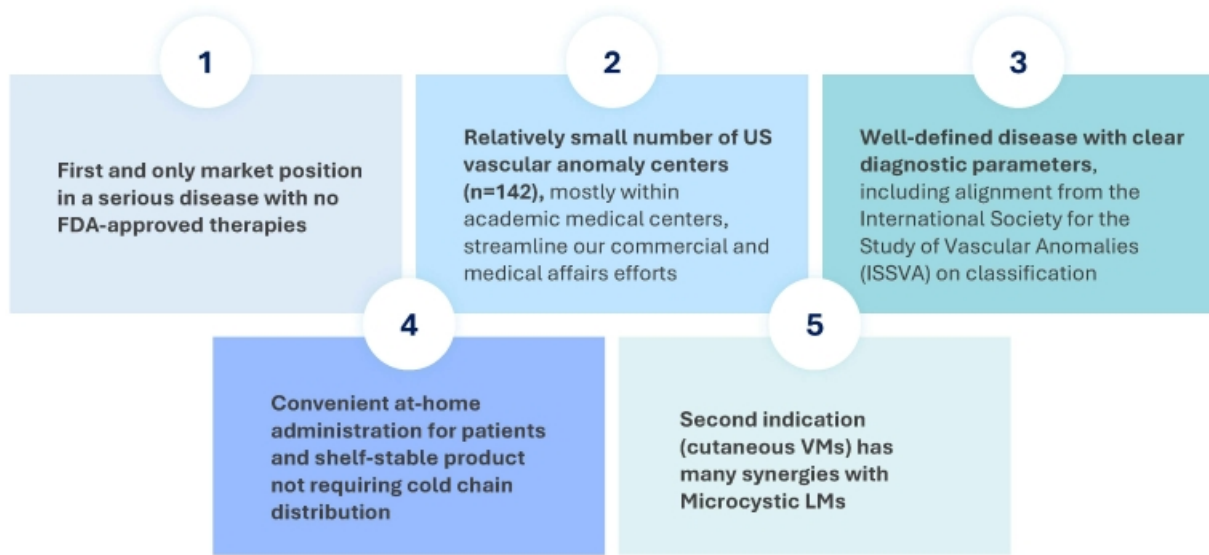 1
First and only market position
in a serious disease with no
FDA-approved therapies
2
Relatively small number of US
vascular anomaly centers
(n=142), mostly within
academic medical centers,
streamline our commercial and
medical affairs efforts
3
Well-defined disease with clear
diagnostic parameters,
including alignment from the
International Society for the
Study of Vascular Anomalies
(ISSVA) on classification
4
Convenient at-home
administration for patients
and shelf-stable product
not requiring cold chain
distribution
5
Second indication
(cutaneous VMs) has
many synergies with
Microcystic LMs